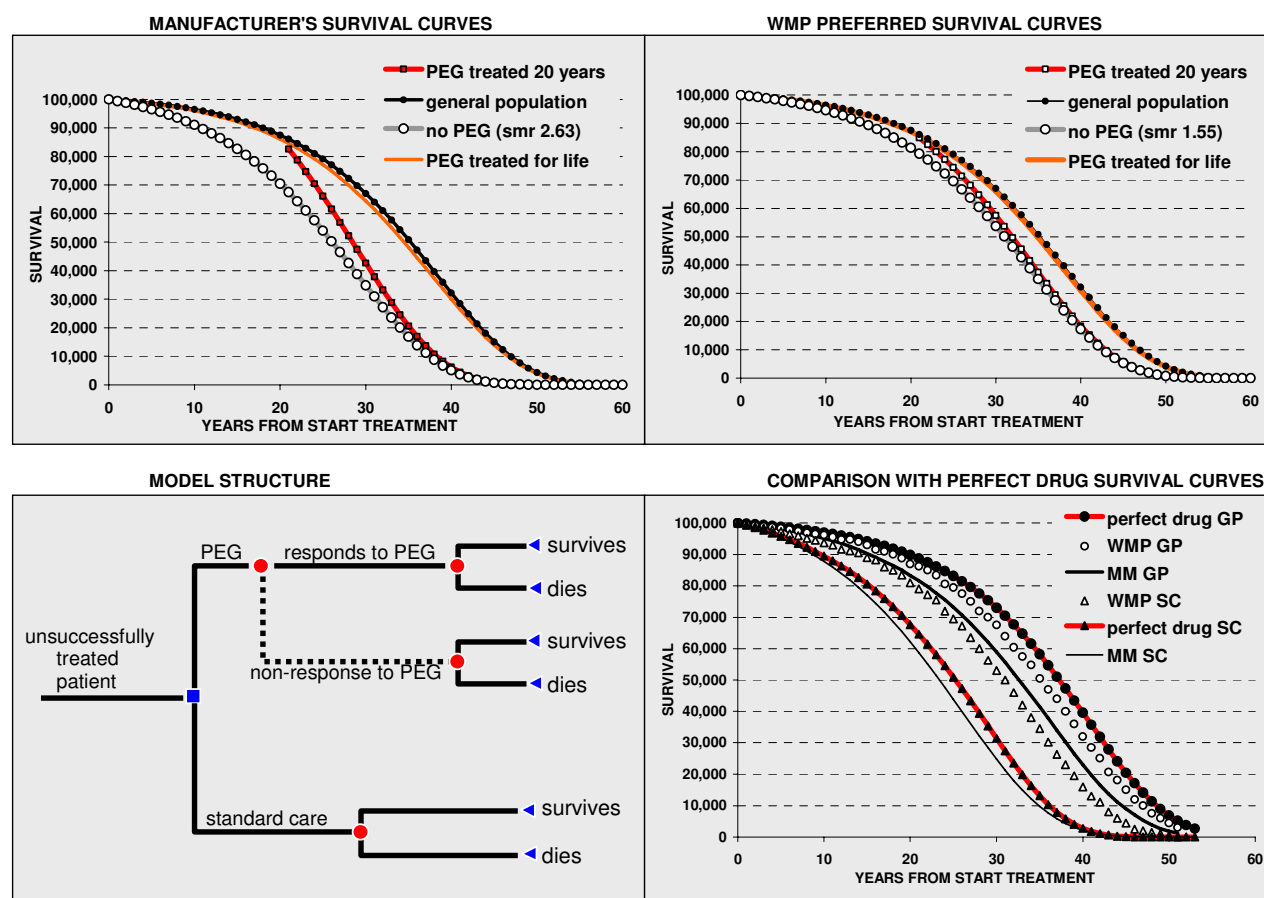 MANUFACTURER'S SURVIVAL CURVES
PEG treated 20 years
general population
no PEG (smr 2.63)
PEG treated for life
100,000
90,000
80,000
70,000
60,000
50,000
40,000
30,000
20,000
10,000
0
SURVIVAL
0 10 20 30 40 50 60
YEARS FROM START TREATMENT
WMP PREFERRED SURVIVAL CURVES
PEG treated 20 years
general population
no PEG (smr 1.55)
PEG treated for life
100,000
90,000
80,000
70,000
60,000
50,000
40,000
30,000
20,000
10,000
0
SURVIVAL
0 10 20 30 40 50 60
YEARS FROM START TREATMENT
MODEL STRUCTURE
PEG
responds to PEG
survives
dies
survives
non-response to PEG
dies
unsuccessfully
treated
patient
standard care
survives
dies
COMPARISON WITH PERFECT DRUG SURVIVAL CURVES
perfect drug GP
WMP GP
MM GP
WMP SC
perfect drug SC
MM SC
100,000
90,000
80,000
70,000
60,000
50,000
40,000
30,000
20,000
10,000
0
SURVIVAL
0 10 20 30 40 50 60
YEARS FROM START TREATMENT